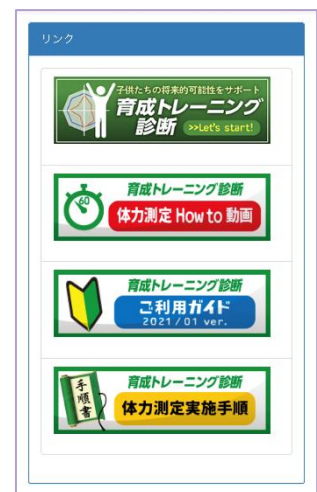 リンク
子供たちの将来的可能性をサポート
育成トレーニング
診断 >>Let's start!
60
育成トレーニング診断
体力測定 How to 動画
育成トレーニング診断
ご利用ガイド
2021/01 ver.
手順書
育成トレーニング診断
体力測定実施手順